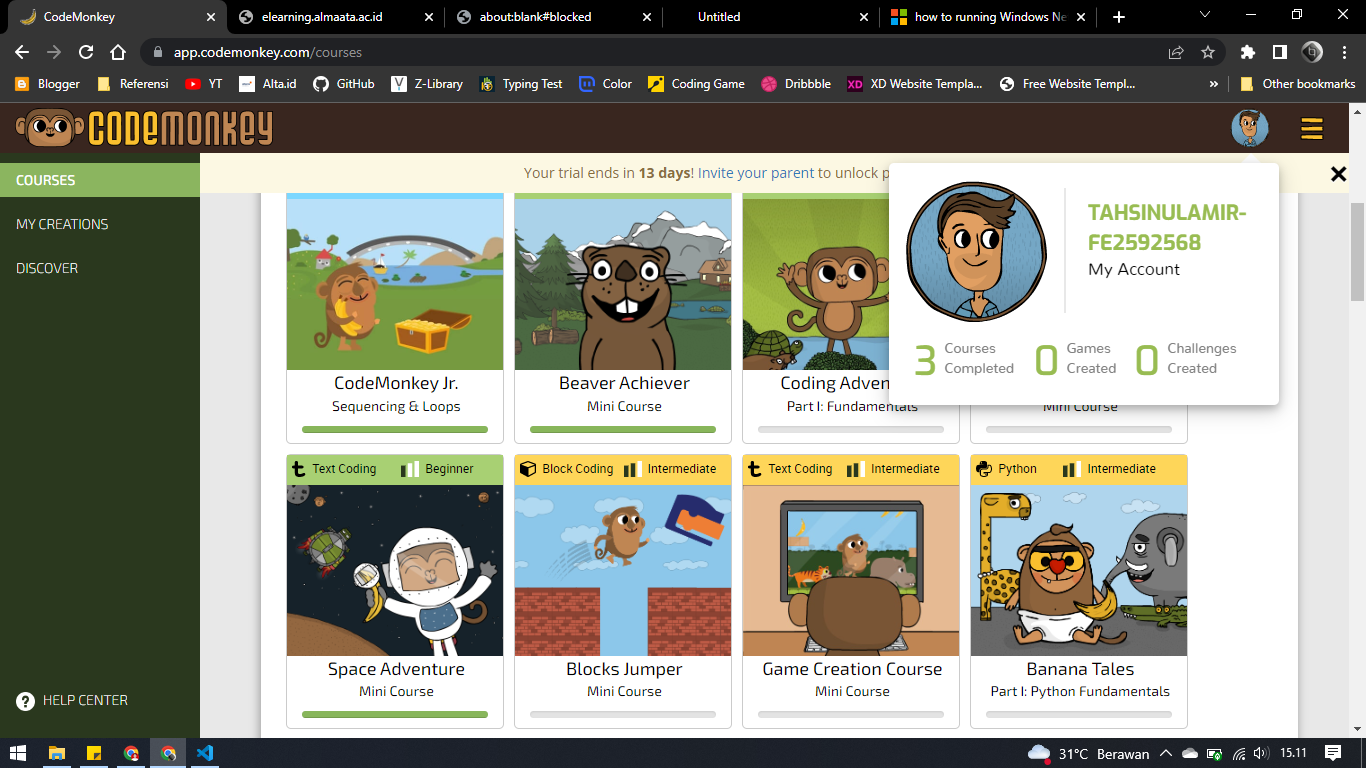 CodeMonkey
elearning.almaata.ac.id
about:blank#blocked
Untitled
how to running Windows Ne
app.codemonkey.com/courses
Blogger
Referensi
YT
Alta.id
GitHub
Z-Library
Typing Test
Color
Coding Game
Dribbble
XD Website Templa...
Free Website Templ...
»
Other bookmarks
CODEMONKEY
COURSES
MY CREATIONS
DISCOVER
HELP CENTER
Your trial ends in 13 days! Invite your parent to unlock p
TAHSINULAMIR-
FE2592568
My Account
3 Courses
Completed
0 Games
Created
0 Challenges
Created
CodeMonkey Jr.
Sequencing & Loops
Beaver Achiever
Mini Course
Coding Adven
Part I: Fundamentals
Mini Course
Text Coding Beginner
Space Adventure
Mini Course
Block Coding Intermediate
Blocks Jumper
Mini Course
Text Coding Intermediate
Game Creation Course
Mini Course
Python Intermediate
Banana Tales
Part I: Python Fundamentals
31°C Berawan
15.11